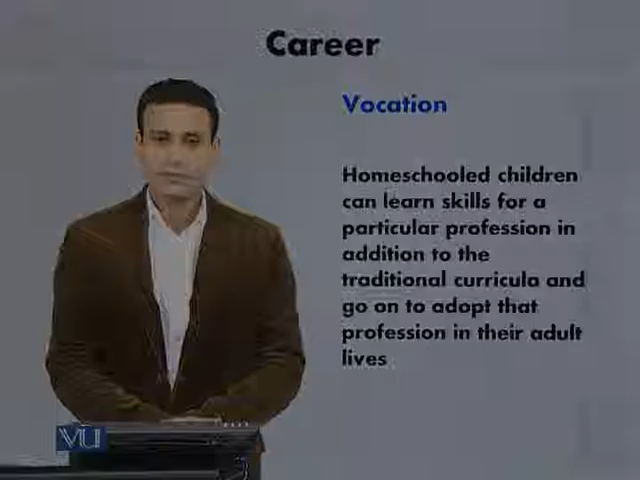 Career
Vocation
Homeschooled children
can learn skills for a
particular profession in
addition to the
traditional curricula and
go on to adopt that
profession in their adult
lives
VU